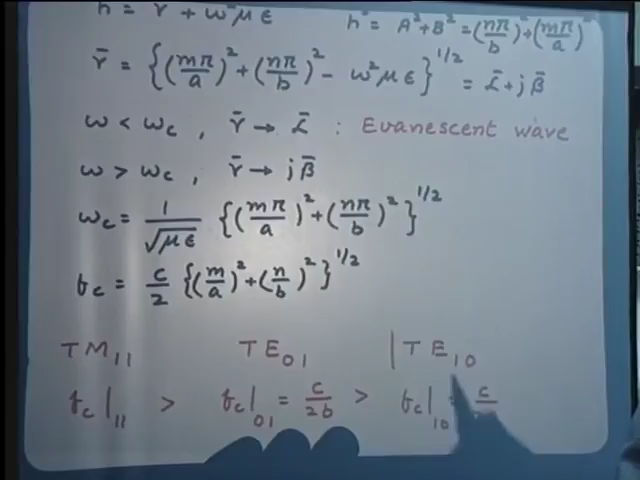 h² = γ² + ω²μϵ
h² = A² + B² = (nπ/b)² + (mπ/a)²
γ̄ = {(mπ/a)² + (nπ/b)² - ω²μϵ}^1/2 = ᾱ + jβ̄
ω < ωc , γ̄ → ᾱ : Evanescent wave
ω > ωc , γ̄ → jβ̄
ωc = 1/√με {(mπ/a)² + (nπ/b)²}^1/2
fc = c/2 {(m/a)² + (n/b)²}^1/2
TM₁₁ TE₀₁ |TE₁₀
fc|₁₁ > fc|₀₁ = c/2b > fc|₁₀ = c